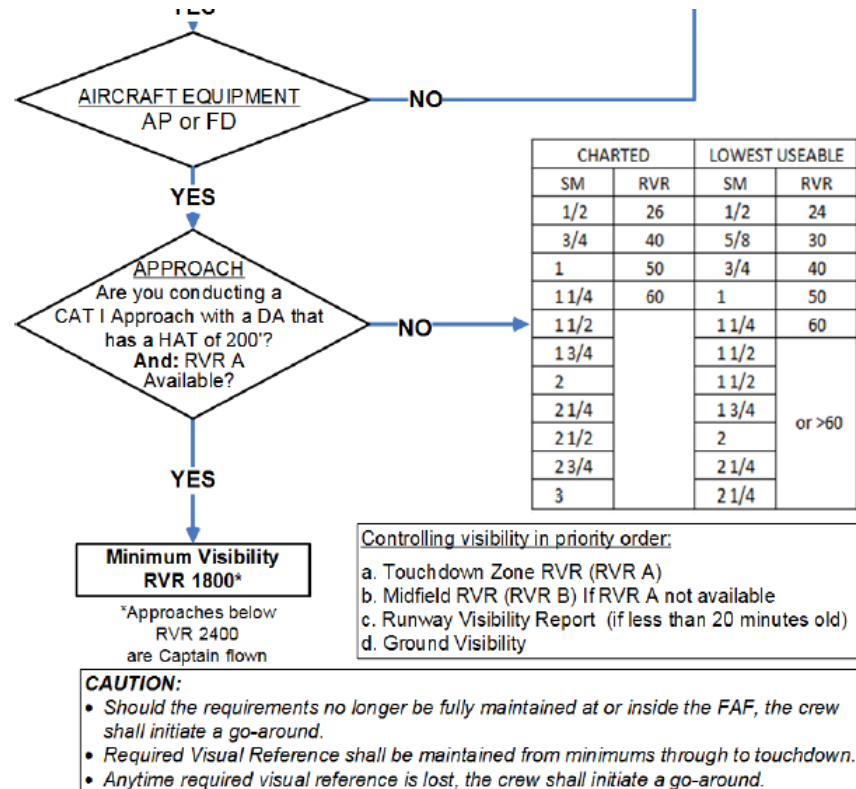 YES
AIRCRAFT EQUIPMENT
AP or FD
NO
YES
APPROACH
Are you conducting a
CAT I Approach with a DA that
has a HAT of 200'?
And: RVR A
Available?
NO
CHARTED LOWEST USEABLE
SM RVR SM RVR
1/2 26 1/2 24
3/4 40 5/8 30
1 50 3/4 40
1 1/4 60 1 50
1 1/2 1 1/4 60
1 3/4 1 1/2
2 1 1/2
2 1/4 1 3/4 or >60
2 1/2 2
2 3/4 2 1/4
3 2 1/4
YES
Minimum Visibility
RVR 1800*
*Approaches below
RVR 2400
are Captain flown
Controlling visibility in priority order:
a. Touchdown Zone RVR (RVR A)
b. Midfield RVR (RVR B) If RVR A not available
c. Runway Visibility Report (if less than 20 minutes old)
d. Ground Visibility
CAUTION:
• Should the requirements no longer be fully maintained at or inside the FAF, the crew
shall initiate a go-around.
• Required Visual Reference shall be maintained from minimums through to touchdown.
• Anytime required visual reference is lost, the crew shall initiate a go-around.